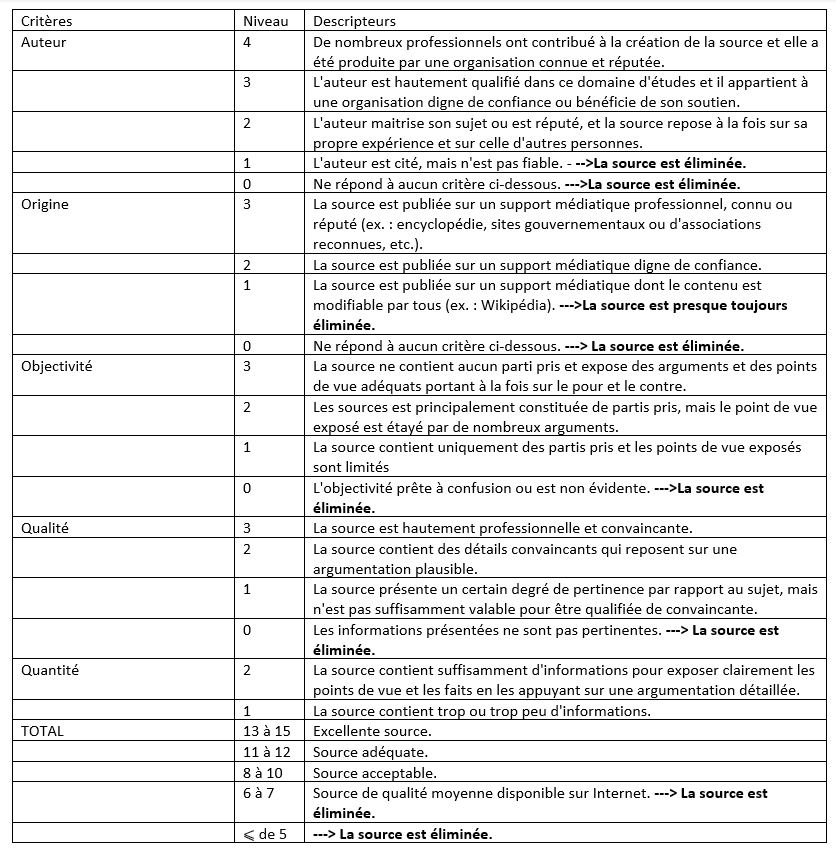 Critères Niveau Descripteurs
Auteur 4 De nombreux professionnels ont contribué à la création de la source et elle a
été produite par une organisation connue et réputée.
3 L'auteur est hautement qualifié dans ce domaine d'études et il appartient à
une organisation digne de confiance ou bénéficie de son soutien.
2 L'auteur maitrise son sujet ou est réputé, et la source repose à la fois sur sa
propre expérience et sur celle d'autres personnes.
1 L'auteur est cité, mais n'est pas fiable. - -->La source est éliminée.
0 Ne répond à aucun critère ci-dessous. --->La source est éliminée.
Origine 3 La source est publiée sur un support médiatique professionnel, connu ou
réputé (ex. : encyclopédie, sites gouvernementaux ou d'associations
reconnues, etc.).
2 La source est publiée sur un support médiatique digne de confiance.
1 La source est publiée sur un support médiatique dont le contenu est
modifiable par tous (ex. : Wikipédia). --->La source est presque toujours
éliminée.
0 Ne répond à aucun critère ci-dessous. ---> La source est éliminée.
Objectivité 3 La source ne contient aucun parti pris et expose des arguments et des points
de vue adéquats portant à la fois sur le pour et le contre.
2 Les sources est principalement constituée de partis pris, mais le point de vue
exposé est étayé par de nombreux arguments.
1 La source contient uniquement des partis pris et les points de vue exposés
sont limités
0 L'objectivité prête à confusion ou est non évidente. --->La source est
éliminée.
Qualité 3 La source est hautement professionnelle et convaincante.
2 La source contient des détails convaincants qui reposent sur une
argumentation plausible.
1 La source présente un certain degré de pertinence par rapport au sujet, mais
n'est pas suffisamment valable pour être qualifiée de convaincante.
0 Les informations présentées ne sont pas pertinentes. ---> La source est
éliminée.
Quantité 2 La source contient suffisamment d'informations pour exposer clairement les
points de vue et les faits en les appuyant sur une argumentation détaillée.
1 La source contient trop ou trop peu d'informations.
TOTAL 13 à 15 Excellente source.
11 à 12 Source adéquate.
8 à 10 Source acceptable.
6 à 7 Source de qualité moyenne disponible sur Internet. ---> La source est
éliminée.
⩽ de 5 ---> La source est éliminée.